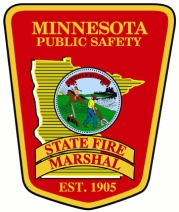 MINNESOTA
PUBLIC SAFETY
STATE FIRE
MARSHAL
EST. 1905